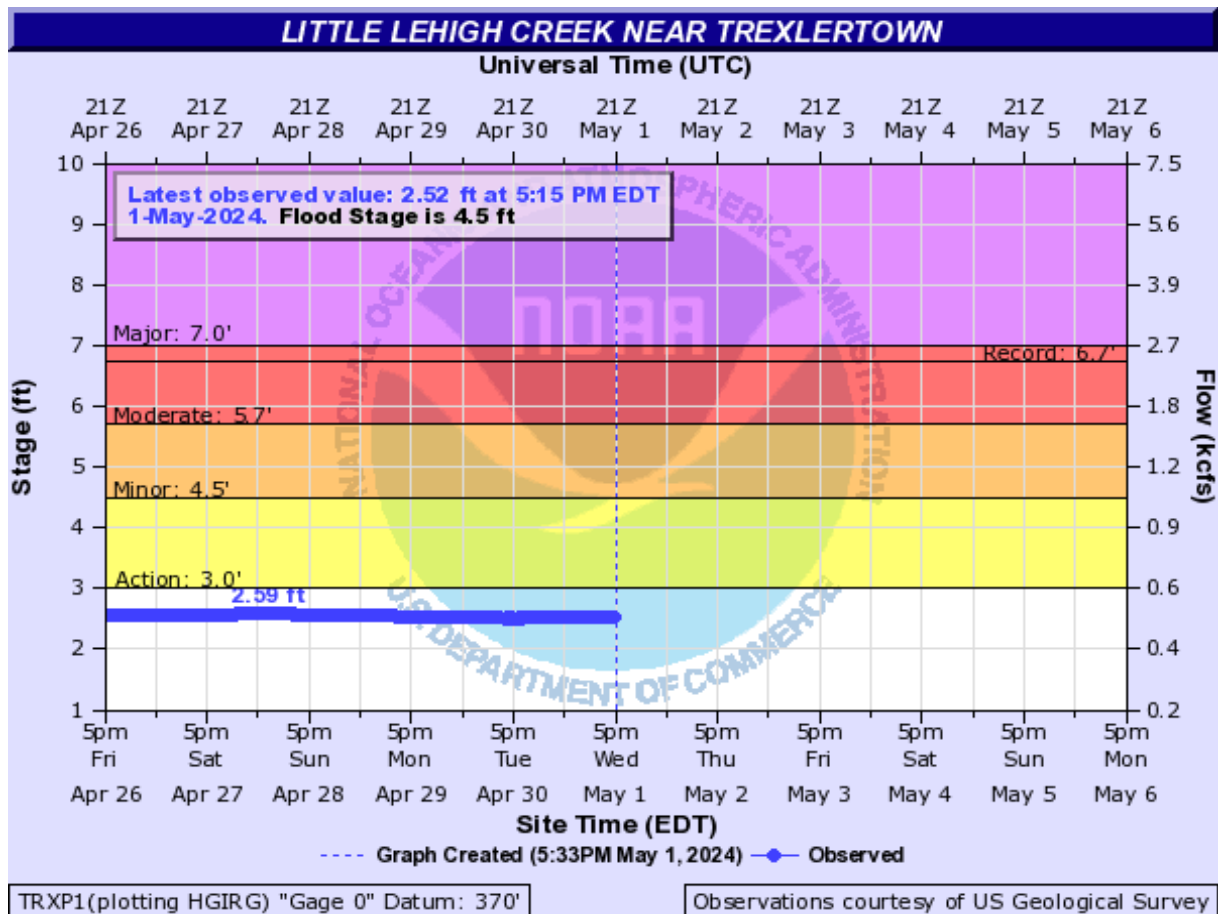 LITTLE LEHIGH CREEK NEAR TREXLERTOWN
Universal Time (UTC)
21Z 21Z 21Z 21Z 21Z 21Z 21Z 21Z 21Z 21Z 21Z
Apr 26 Apr 27 Apr 28 Apr 29 Apr 30 May 1 May 2 May 3 May 4 May 5 May 6
10 7.5
Latest observed value: 2.52 ft at 5:15 PM EDT
1-May-2024. Flood Stage is 4.5 ft
9 5.6
8 3.9
Major: 7.0'
7 2.7
Record: 6.7'
6 1.8
Moderate: 5.7'
5 1.2
Minor: 4.5'
4 0.9
Action: 3.0'
3 0.6
2.59 ft
2 0.4
1 0.2
Stage (ft)
Flow (kcfs)
NATIONAL OCEANIC AND ATMOSPHERIC ADMINISTRATION
NOAA
U.S. DEPARTMENT OF COMMERCE
5pm 5pm 5pm 5pm 5pm 5pm 5pm 5pm 5pm 5pm 5pm
Fri Sat Sun Mon Tue Wed Thu Fri Sat Sun Mon
Apr 26 Apr 27 Apr 28 Apr 29 Apr 30 May 1 May 2 May 3 May 4 May 5 May 6
Site Time (EDT)
Graph Created (5:33PM May 1, 2024) Observed
TRXP1(plotting HGIRG) "Gage 0" Datum: 370'
Observations courtesy of US Geological Survey